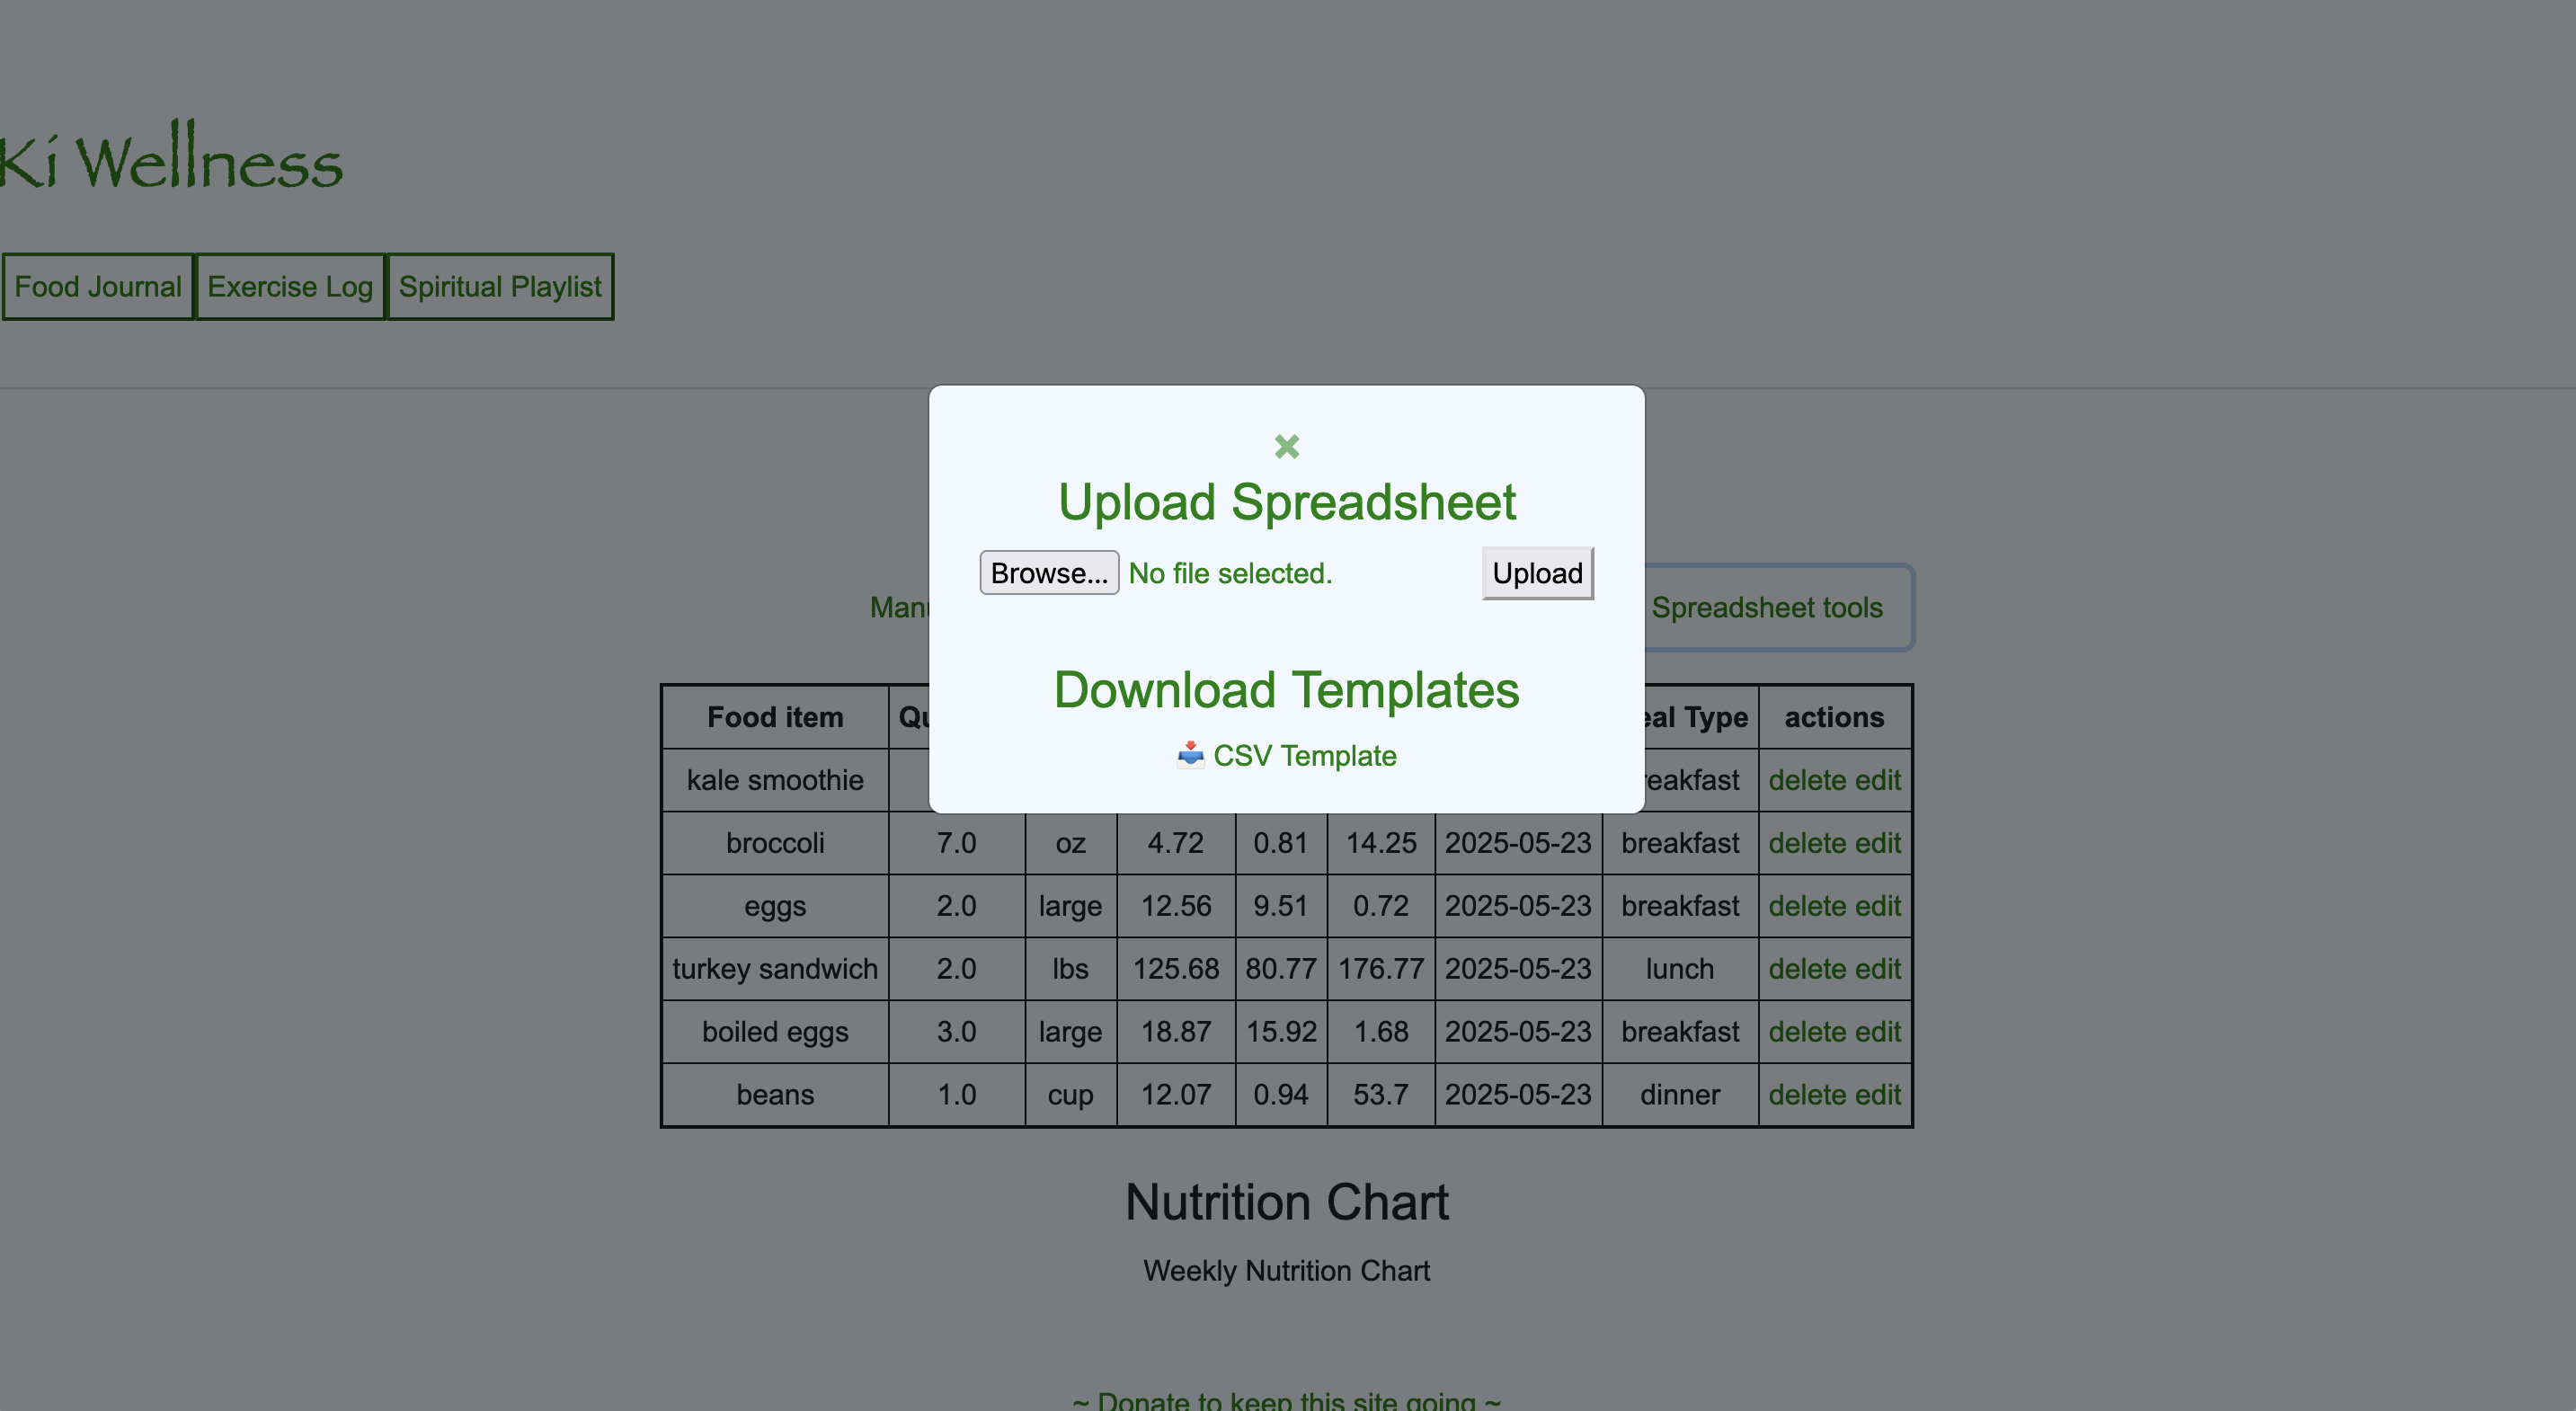 Ki Wellness
Food Journal Exercise Log Spiritual Playlist
✖
Upload Spreadsheet
Browse... No file selected. Upload
Spreadsheet tools
Download Templates
📥 CSV Template
Food item actions
kale smoothie delete edit
broccoli 7.0 oz 4.72 0.81 14.25 2025-05-23 breakfast delete edit
eggs 2.0 large 12.56 9.51 0.72 2025-05-23 breakfast delete edit
turkey sandwich 2.0 lbs 125.68 80.77 176.77 2025-05-23 lunch delete edit
boiled eggs 3.0 large 18.87 15.92 1.68 2025-05-23 breakfast delete edit
beans 1.0 cup 12.07 0.94 53.7 2025-05-23 dinner delete edit
Nutrition Chart
Weekly Nutrition Chart
~ Donate to keep this site going ~